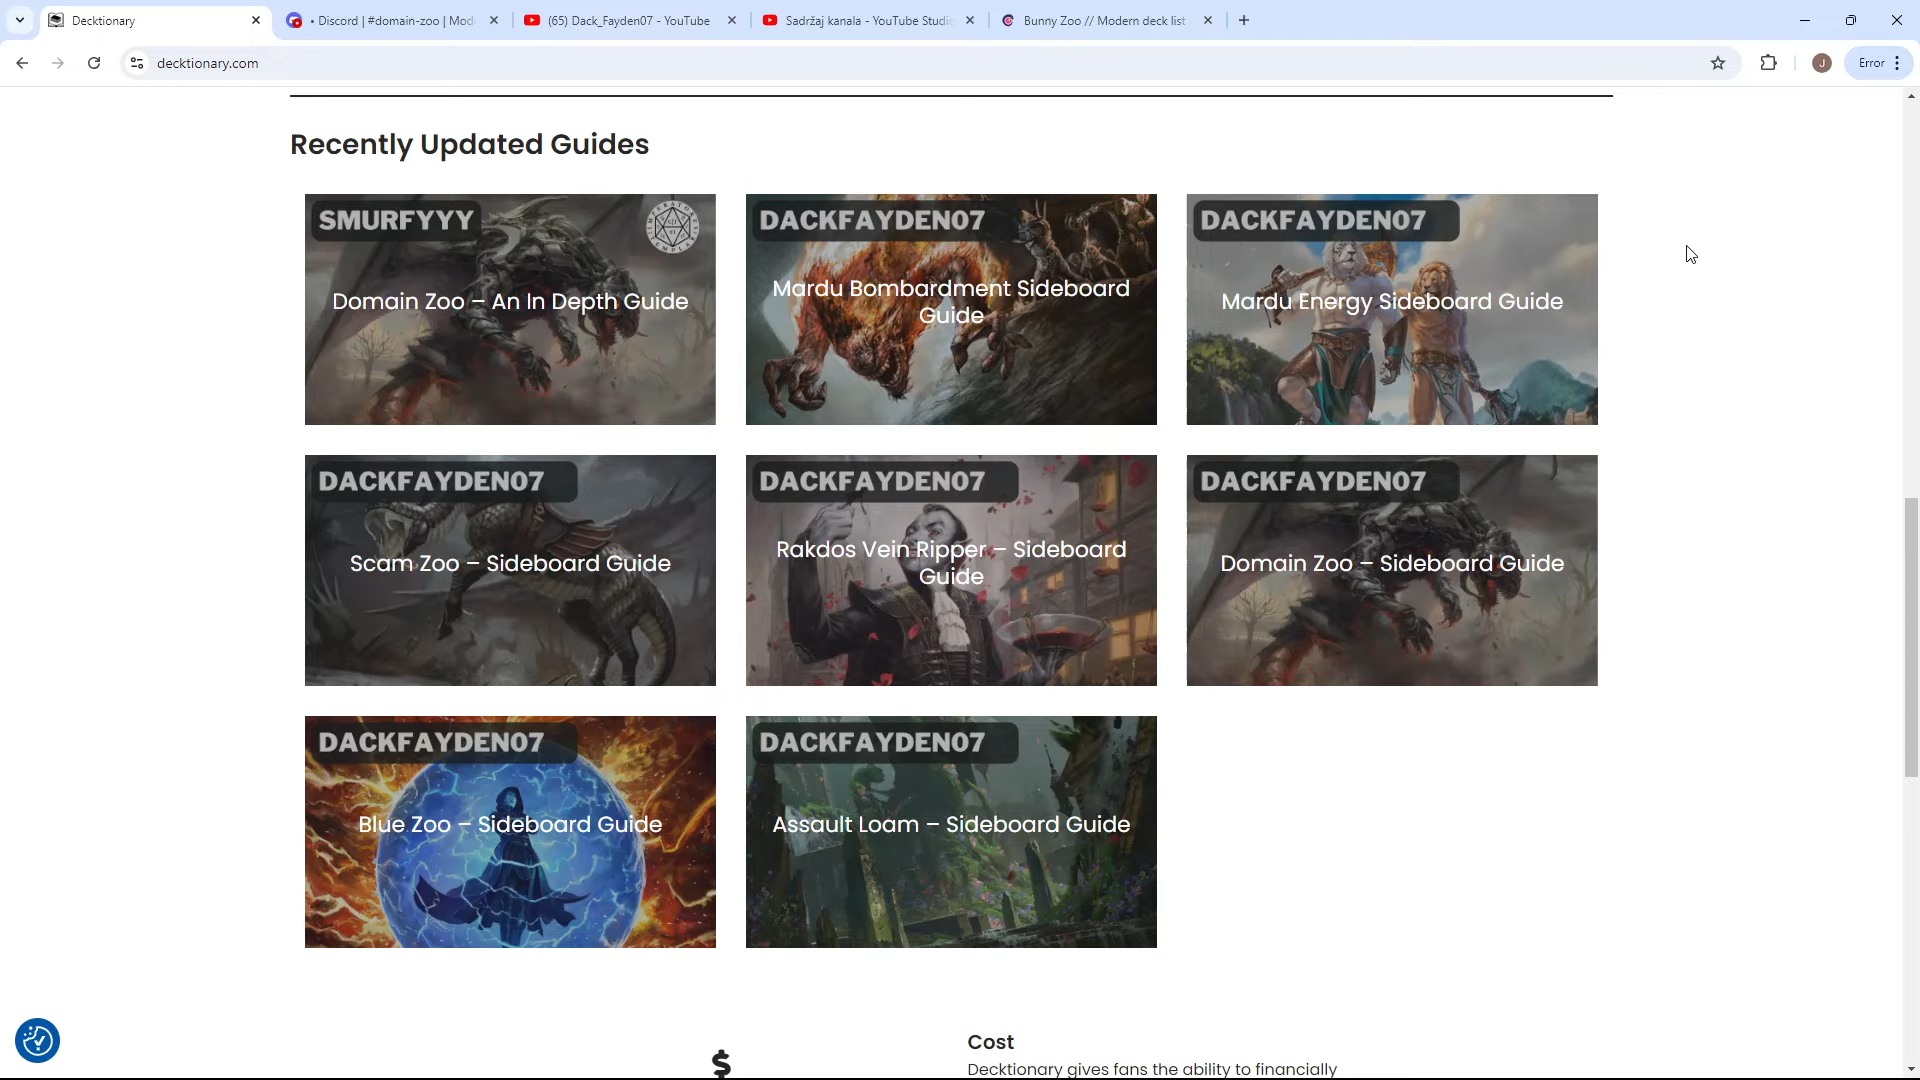 Decktionary
• Discord | #domain-zoo | Mod
(65) Dack_Fayden07 - YouTube
Sadržaj kanala - YouTube Studio
Bunny Zoo // Modern deck list
decktionary.com
J
Error
Recently Updated Guides
SMURFYYY
Domain Zoo – An In Depth Guide
DACKFAYDEN07
Mardu Bombardment Sideboard
Guide
DACKFAYDEN07
Mardu Energy Sideboard Guide
DACKFAYDEN07
Scam Zoo – Sideboard Guide
DACKFAYDEN07
Rakdos Vein Ripper – Sideboard
Guide
DACKFAYDEN07
Domain Zoo – Sideboard Guide
DACKFAYDEN07
Blue Zoo – Sideboard Guide
DACKFAYDEN07
Assault Loam – Sideboard Guide
$
Cost
Decktionary gives fans the ability to financially